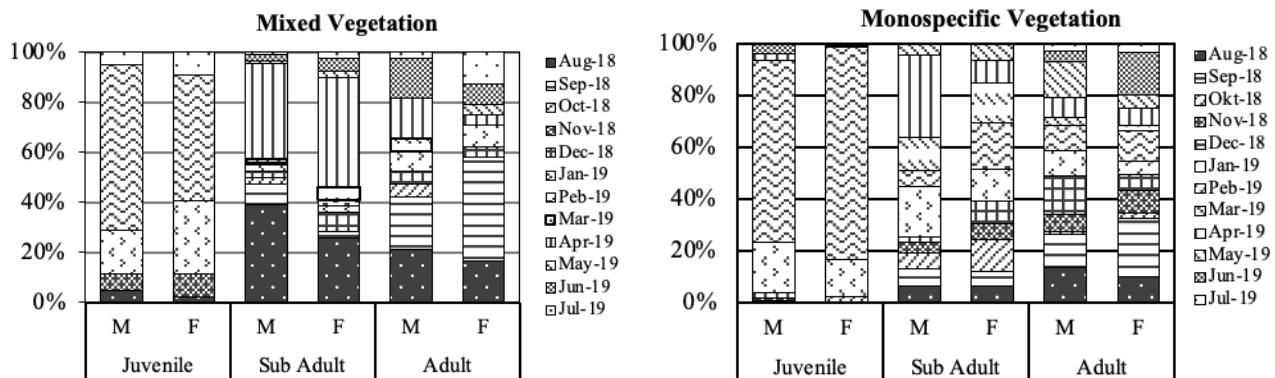 Mixed Vegetation
100%
80%
60%
40%
20%
0%
M F M F M F
Juvenile Sub Adult Adult
Aug-18
Sep-18
Oct-18
Nov-18
Dec-18
Jan-19
Peb-19
Mar-19
Apr-19
May-19
Jun-19
Jul-19
Monospecific Vegetation
100%
80%
60%
40%
20%
0%
M F M F M F
Juvenile Sub Adult Adult
Aug-18
Sep-18
Okt-18
Nov-18
Dec-18
Jan-19
Peb-19
Mar-19
Apr-19
May-19
Jun-19
Jul-19